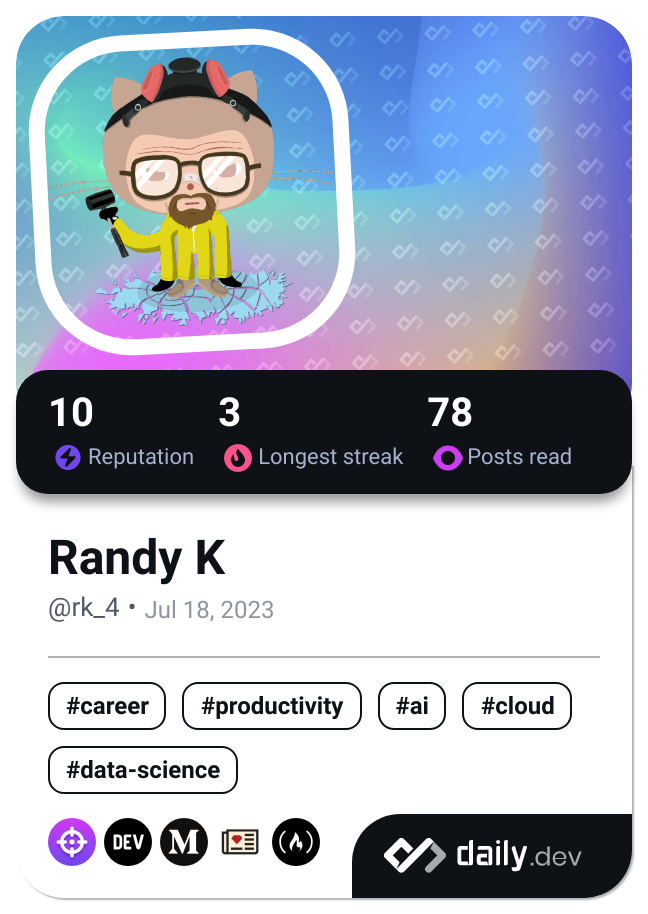 10 3 78
Reputation Longest streak Posts read
Randy K
@rk_4 • Jul 18, 2023
#career #productivity #ai #cloud
#data-science
DEV M
daily.dev